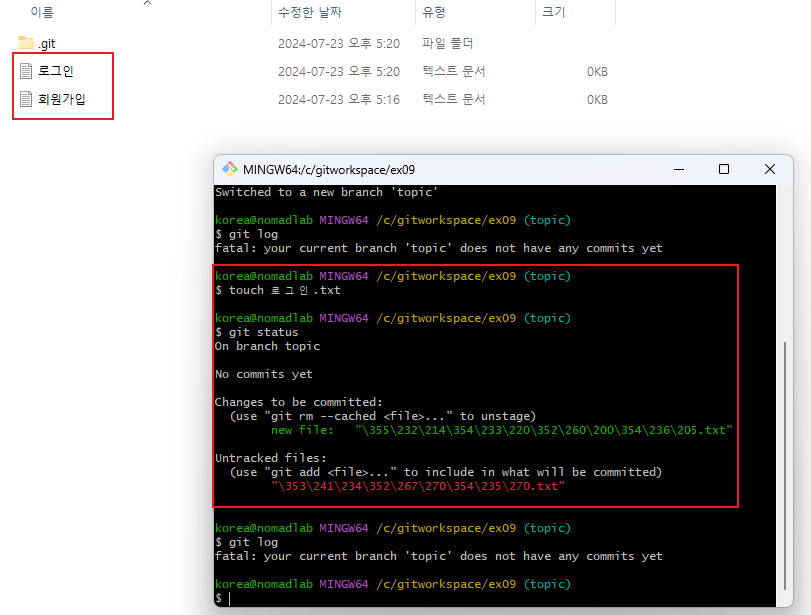 이름 수정한 날짜 유형 크기
.git 2024-07-23 오후 5:20 파일 폴더
로그인 2024-07-23 오후 5:20 텍스트 문서 0KB
회원가입 2024-07-23 오후 5:16 텍스트 문서 0KB
MINGW64:/c/gitworkspace/ex09
Switched to a new branch 'topic'
korea@nomadlab MINGW64 /c/gitworkspace/ex09 (topic)
$ git log
fatal: your current branch 'topic' does not have any commits yet
korea@nomadlab MINGW64 /c/gitworkspace/ex09 (topic)
$ touch 로그인.txt
korea@nomadlab MINGW64 /c/gitworkspace/ex09 (topic)
$ git status
On branch topic
No commits yet
Changes to be committed:
(use "git rm --cached <file>..." to unstage)
new file: "\355\232\214\354\233\220\352\260\200\354\236\205.txt"
Untracked files:
(use "git add <file>..." to include in what will be committed)
"\353\241\234\352\267\270\354\235\270.txt"
korea@nomadlab MINGW64 /c/gitworkspace/ex09 (topic)
$ git log
fatal: your current branch 'topic' does not have any commits yet
korea@nomadlab MINGW64 /c/gitworkspace/ex09 (topic)
$